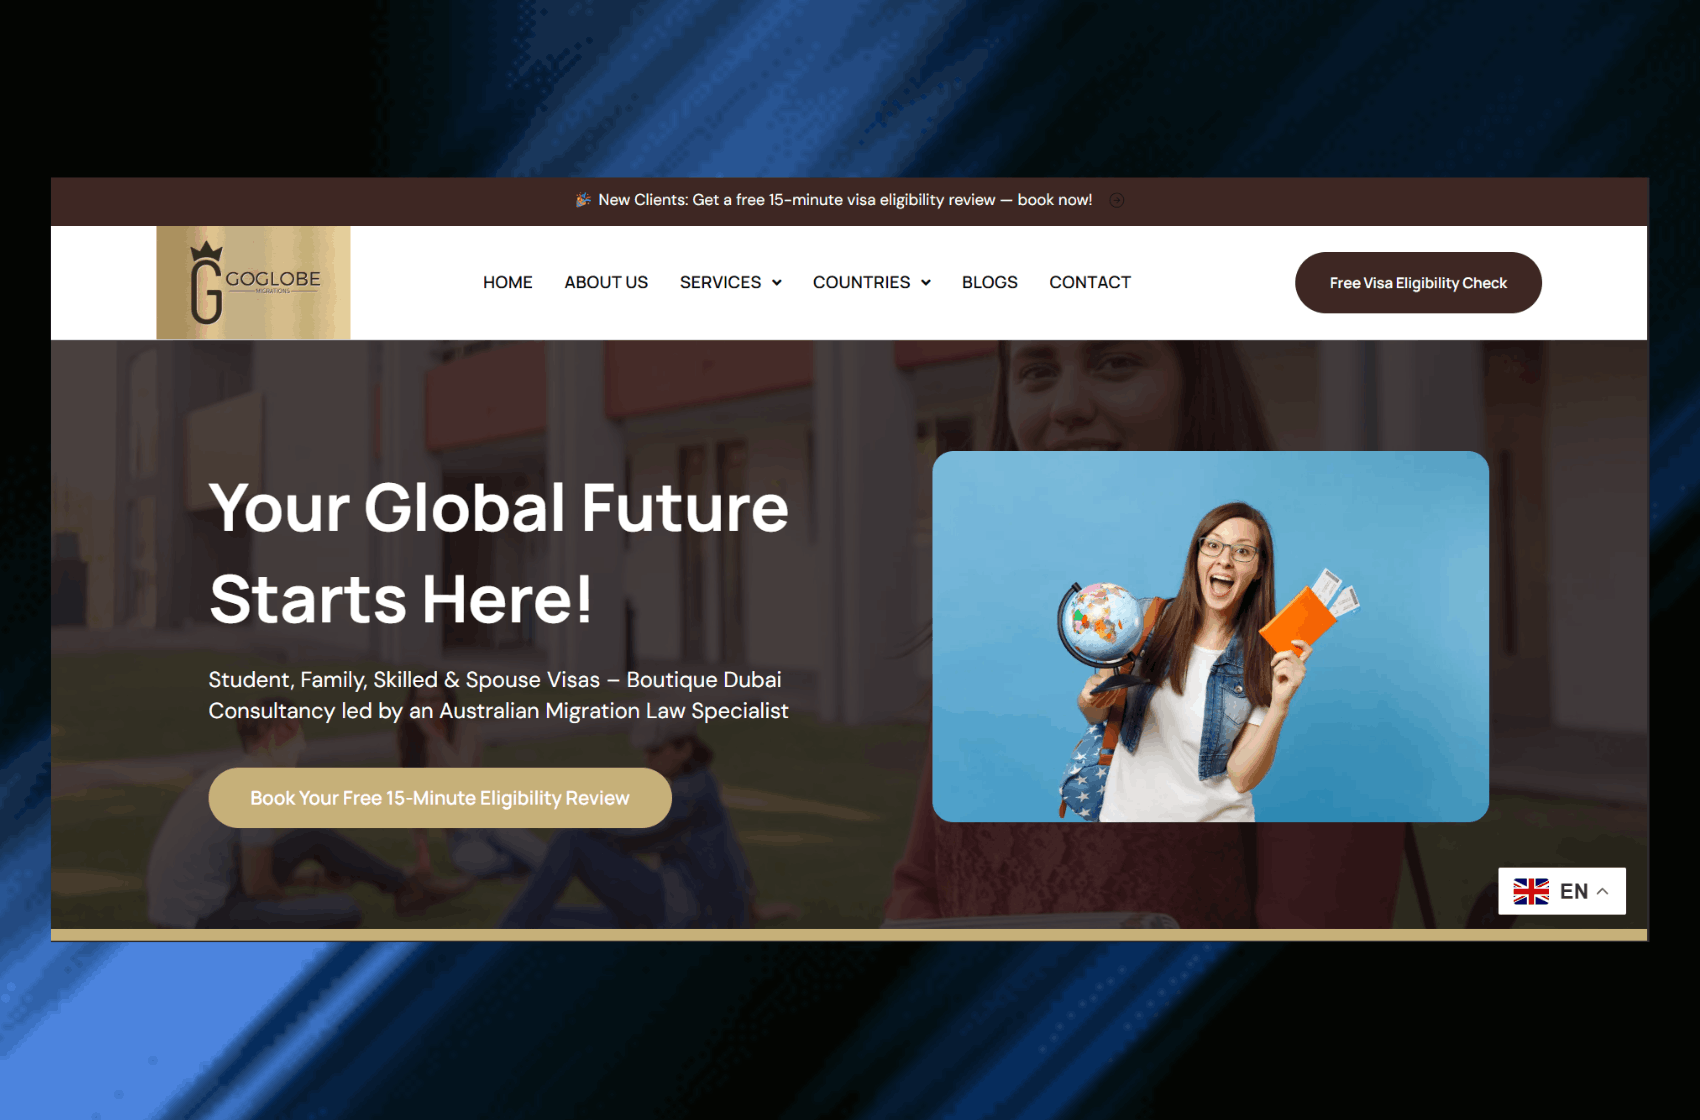 🎉 New Clients: Get a free 15-minute visa eligibility review — book now!
GOGLOBE
MIGRATIONS
HOME ABOUT US SERVICES COUNTRIES BLOGS CONTACT
Free Visa Eligibility Check
Your Global Future
Starts Here!
Student, Family, Skilled & Spouse Visas – Boutique Dubai
Consultancy led by an Australian Migration Law Specialist
Book Your Free 15-Minute Eligibility Review
EN